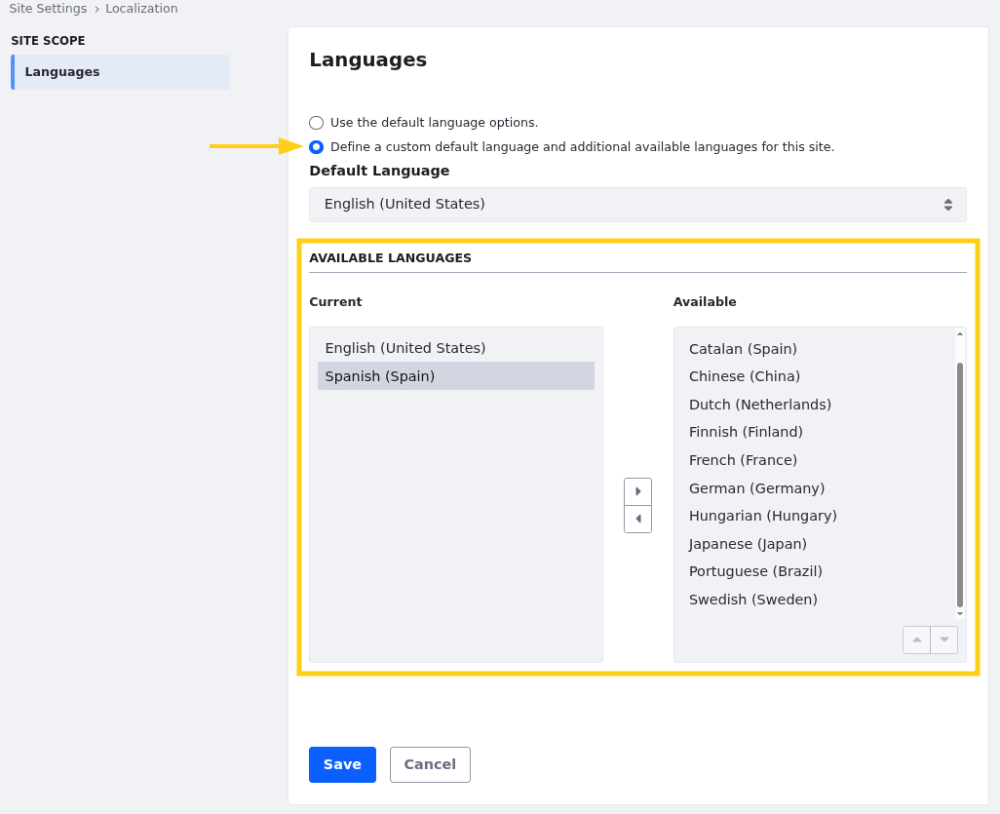 Site Settings › Localization
SITE SCOPE
Languages
Languages
Use the default language options.
Define a custom default language and additional available languages for this site.
Default Language
English (United States)
AVAILABLE LANGUAGES
Current
English (United States)
Spanish (Spain)
Available
Catalan (Spain)
Chinese (China)
Dutch (Netherlands)
Finnish (Finland)
French (France)
German (Germany)
Hungarian (Hungary)
Japanese (Japan)
Portuguese (Brazil)
Swedish (Sweden)
Save
Cancel